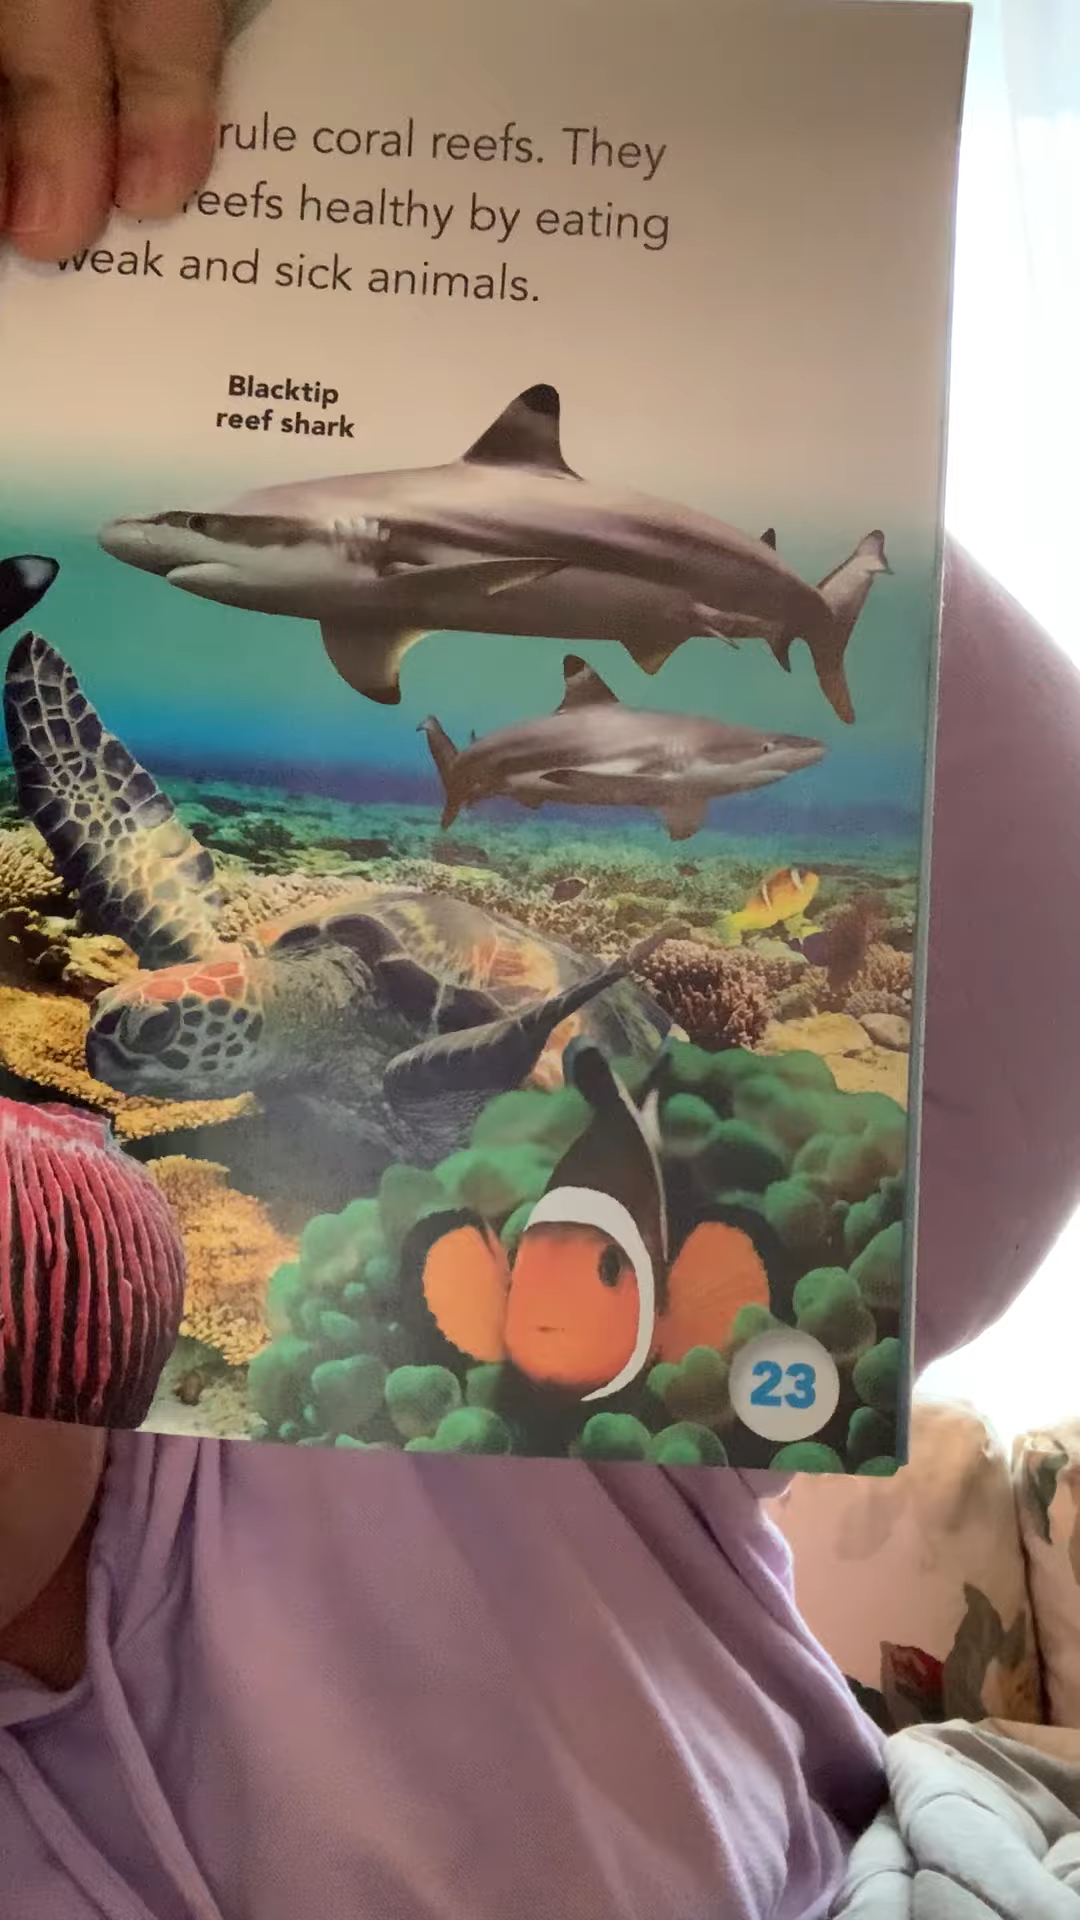 rule coral reefs. They
reefs healthy by eating
weak and sick animals.
Blacktip
reef shark
23